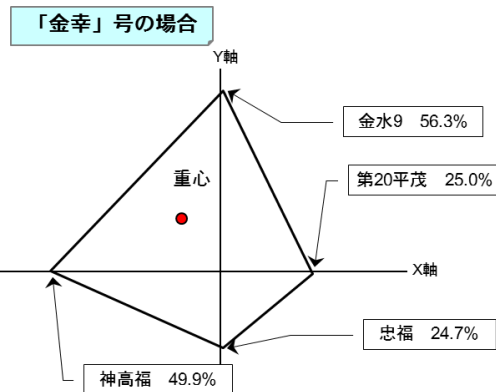 「金幸」号の場合
Y軸
金水9　56.3%
重心
第20平茂　25.0%
X軸
忠福　24.7%
神高福　49.9%